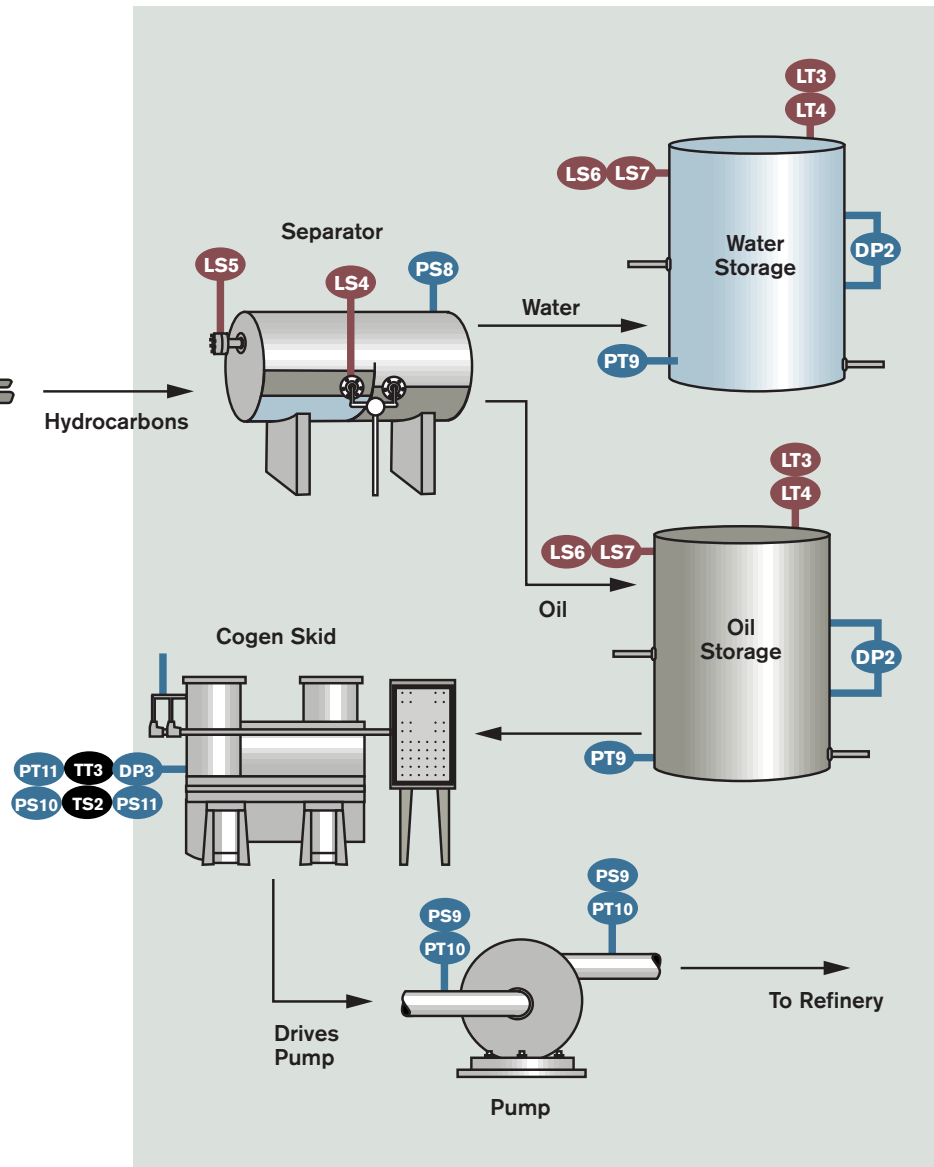 LT3
LT4
LS6 LS7
Separator
Water
Storage
DP2
LS5
PS8
LS4
Water
PT9
Hydrocarbons
LT3
LT4
LS6 LS7
Oil
Oil
Storage
Cogen Skid
DP2
PT11 TT3 DP3
PS10 TS2 PS11
PT9
PS9
PT10
PS9
PT10
To Refinery
Drives
Pump
Pump